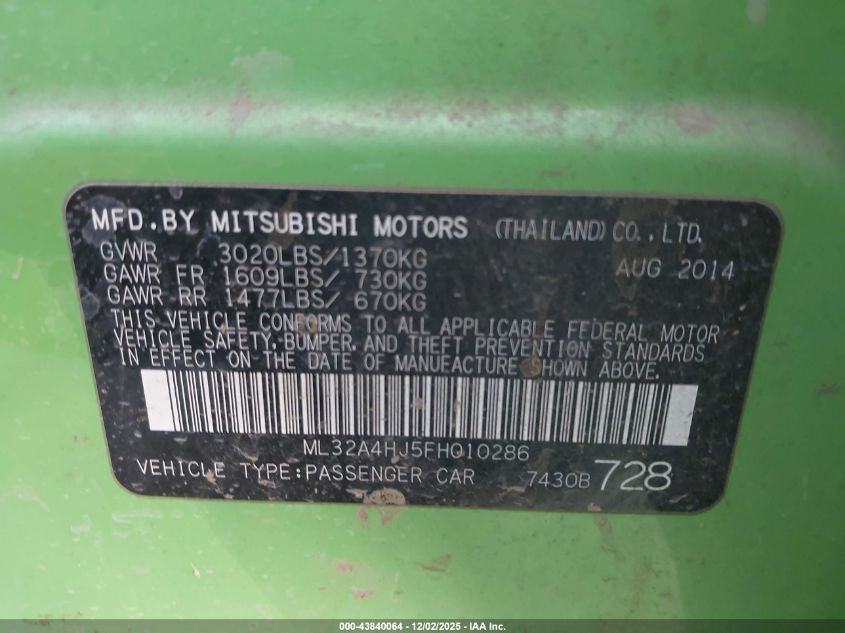 MFD.BY MITSUBISHI MOTORS (THAILAND) CO., LTD.
GVWR 3020LBS/1370KG AUG 2014
GAWR FR 1609LBS/ 730KG
GAWR RR 1477LBS/ 670KG
THIS VEHICLE CONFORMS TO ALL APPLICABLE FEDERAL MOTOR
VEHICLE SAFETY, BUMPER, AND THEFT PREVENTION STANDARDS
IN EFFECT ON THE DATE OF MANUFACTURE SHOWN ABOVE.
ML32A4HJ5FH010286
VEHICLE TYPE:PASSENGER CAR 7430B 728
000-43840064 - 12/02/2025 - IAA Inc.